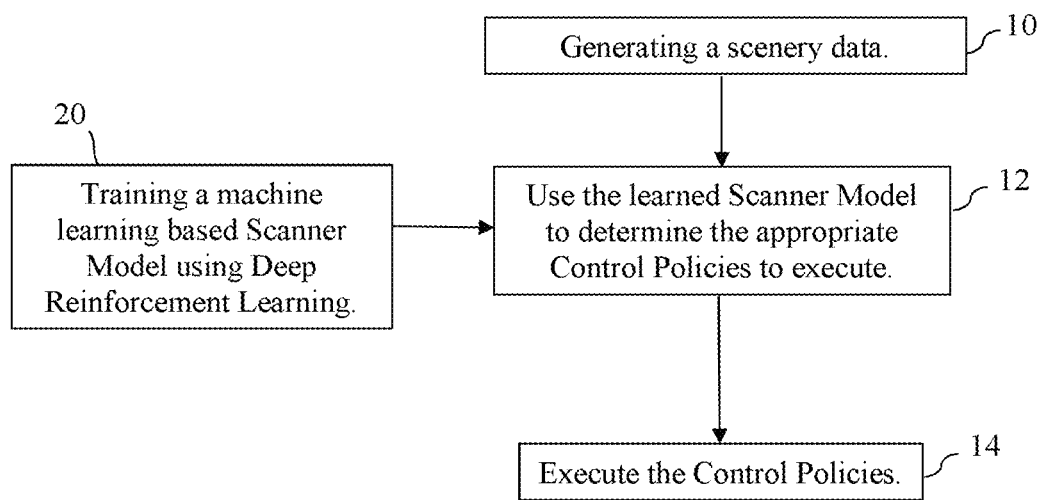 10
Generating a scenery data.
20
Training a machine
learning based Scanner
Model using Deep
Reinforcement Learning.
12
Use the learned Scanner Model
to determine the appropriate
Control Policies to execute.
14
Execute the Control Policies.